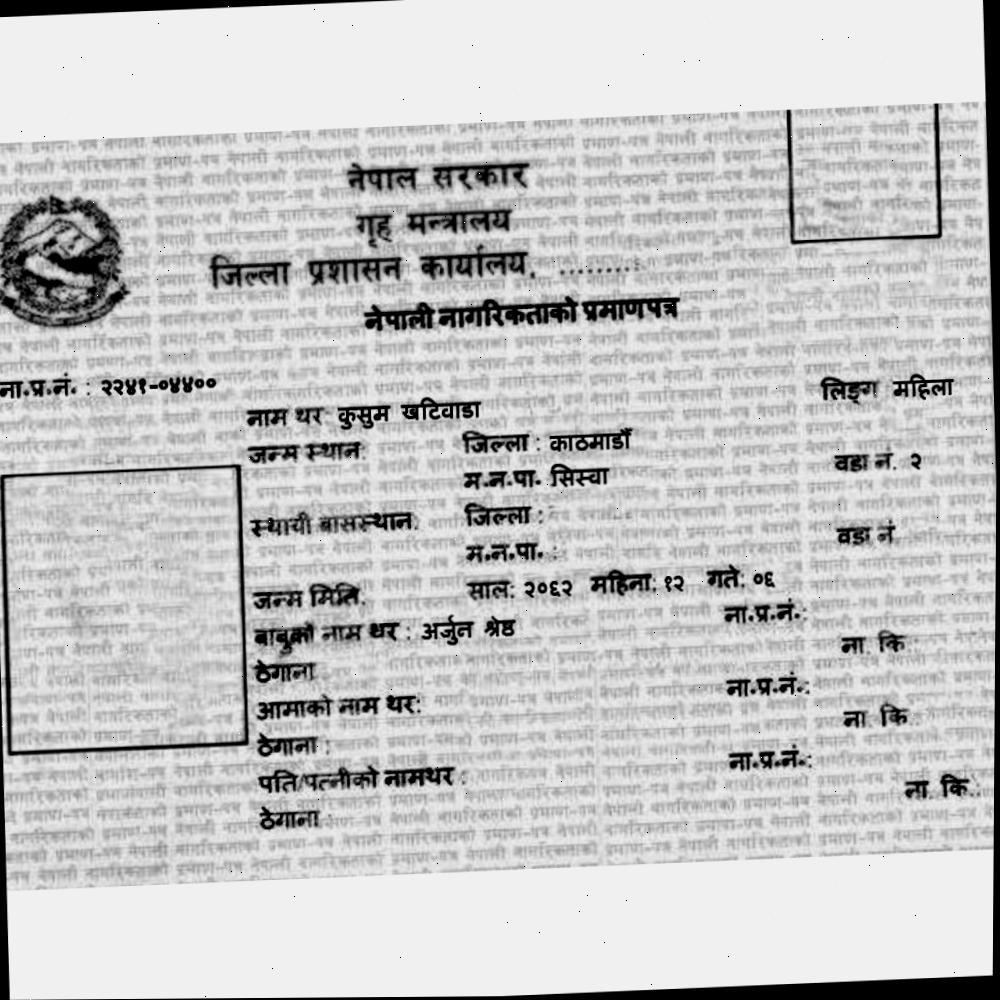 नेपाल सरकार
गृह मन्त्रालय
जिल्ला प्रशासन कार्यालय, .........
नेपाली नागरिकताको प्रमाणपत्र
ना.प्र.नं. : २२४१-०४४०० लिङ्ग महिला
नाम थर कुसुम खटिवाडा
जन्म स्थान: जिल्ला : काठमाडौं वडा नं. २
म.न.पा. सिस्वा
स्थायी बासस्थान: जिल्ला : वडा नं.
म.न.पा. :
जन्म मिति: साल: २०६२ महिना: १२ गते: ०६
बाबुको नाम थर : अर्जुन श्रेष्ठ ना.प्र.नं.:
ठेगाना ना. कि.:
आमाको नाम थर: ना.प्र.नं.:
ठेगाना : ना. कि.
पति/पत्नीको नामथर : ना.प्र.नं.:
ठेगाना : ना. कि.: